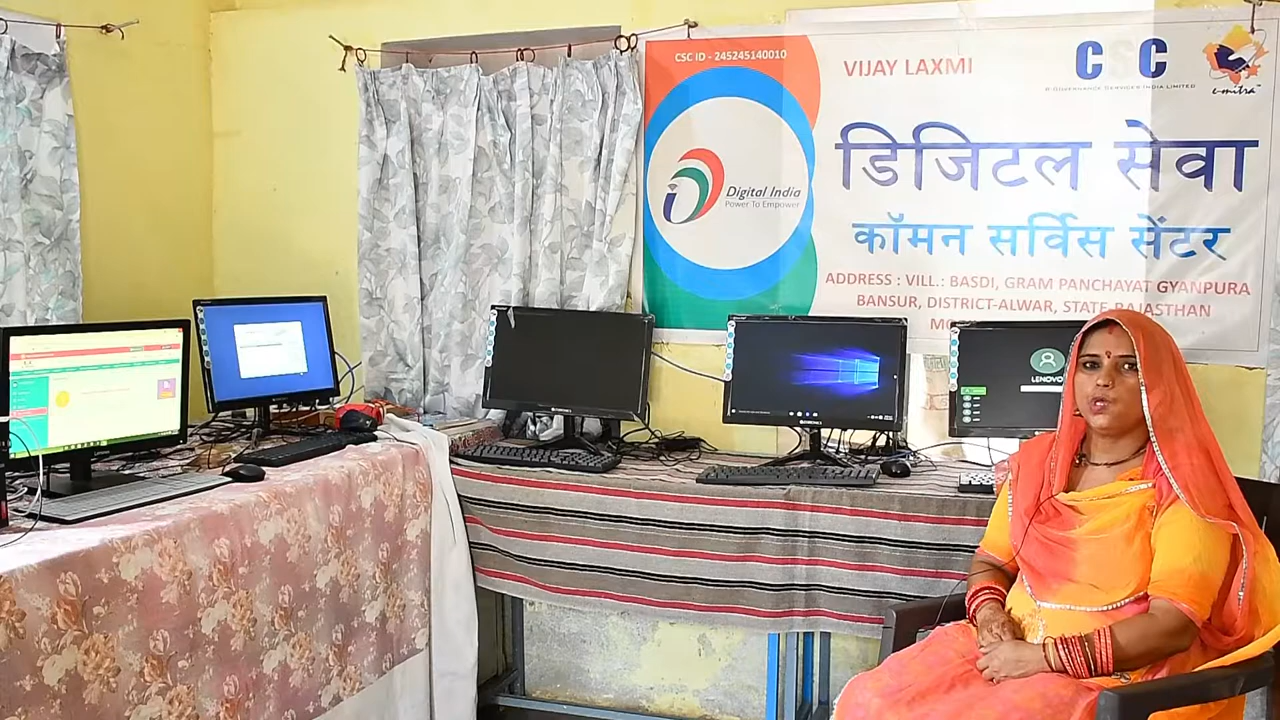 CSC ID - 245245140010
VIJAY LAXMI
CSC
E-GOVERNANCE SERVICES INDIA LIMITED
e-mitra
डिजिटल सेवा
Digital India
Power To Empower
कॉमन सर्विस सेंटर
ADDRESS : VILL.: BASDI, GRAM PANCHAYAT GYANPURA
BANSUR, DISTRICT-ALWAR, STATE RAJASTHAN
LENOVO